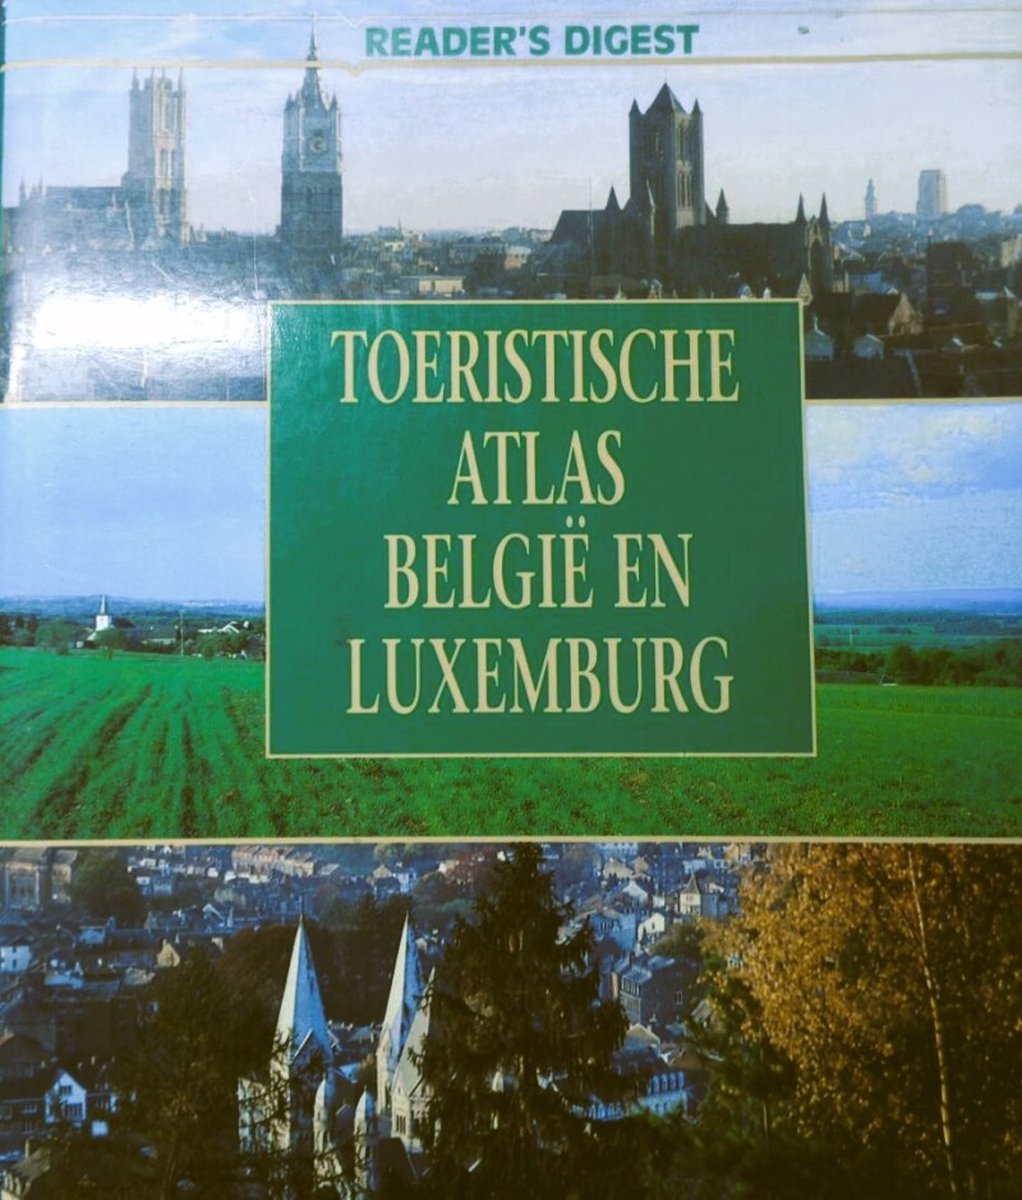 READER'S DIGEST
TOERISTISCHE
ATLAS
BELGIË EN
LUXEMBURG